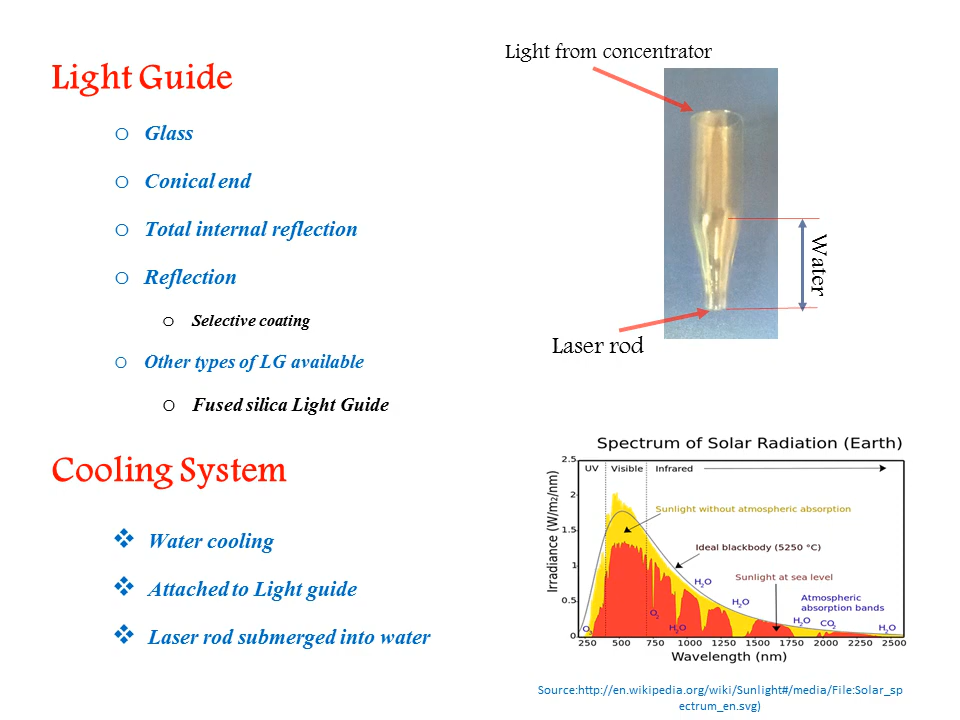 Light Guide
o Glass
o Conical end
o Total internal reflection
o Reflection
o Selective coating
o Other types of LG available
o Fused silica Light Guide
Cooling System
❖ Water cooling
❖ Attached to Light guide
❖ Laser rod submerged into water
Light from concentrator
Water
Laser rod
Spectrum of Solar Radiation (Earth)
Irradiance (W/m2/nm)
2.5
2
1.5
1
0.5
0
UV Visible Infrared
Sunlight without atmospheric absorption
Ideal blackbody (5250 °C)
Sunlight at sea level
Atmospheric
absorption bands
H2O
H2O
H2O CO2 H2O
O3 O2 H2O
250 500 750 1000 1250 1500 1750 2000 2250 2500
Wavelength (nm)
Source:http://en.wikipedia.org/wiki/Sunlight#/media/File:Solar_sp
ectrum_en.svg)